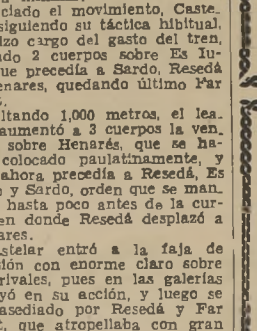 ciado el movimiento, Caste-
siguiendo su táctica hibitual,
izo cargo del gasto del tren,
ndo 2 cuerpos sobre Es Iu-
ue precedía a Sardo, Resedá
enares, quedando último Far
s.
ltando 1,000 metros, el lea-
aumentó a 3 cuerpos la ven-
sobre Henarés, que se ha-
colocado paulatinamente, y
ahora precedía a Resedá, Es
e y Sardo, orden que se man-
hasta poco antes de la cur-
en donde Resedá desplazó a
ares.
stelar entró a la faja de
sión con enorme claro sobre
rivales, pues en las galerías
yó en su acción, y luego se
asediado por Resedá y Far
t, que atropellaba con gran